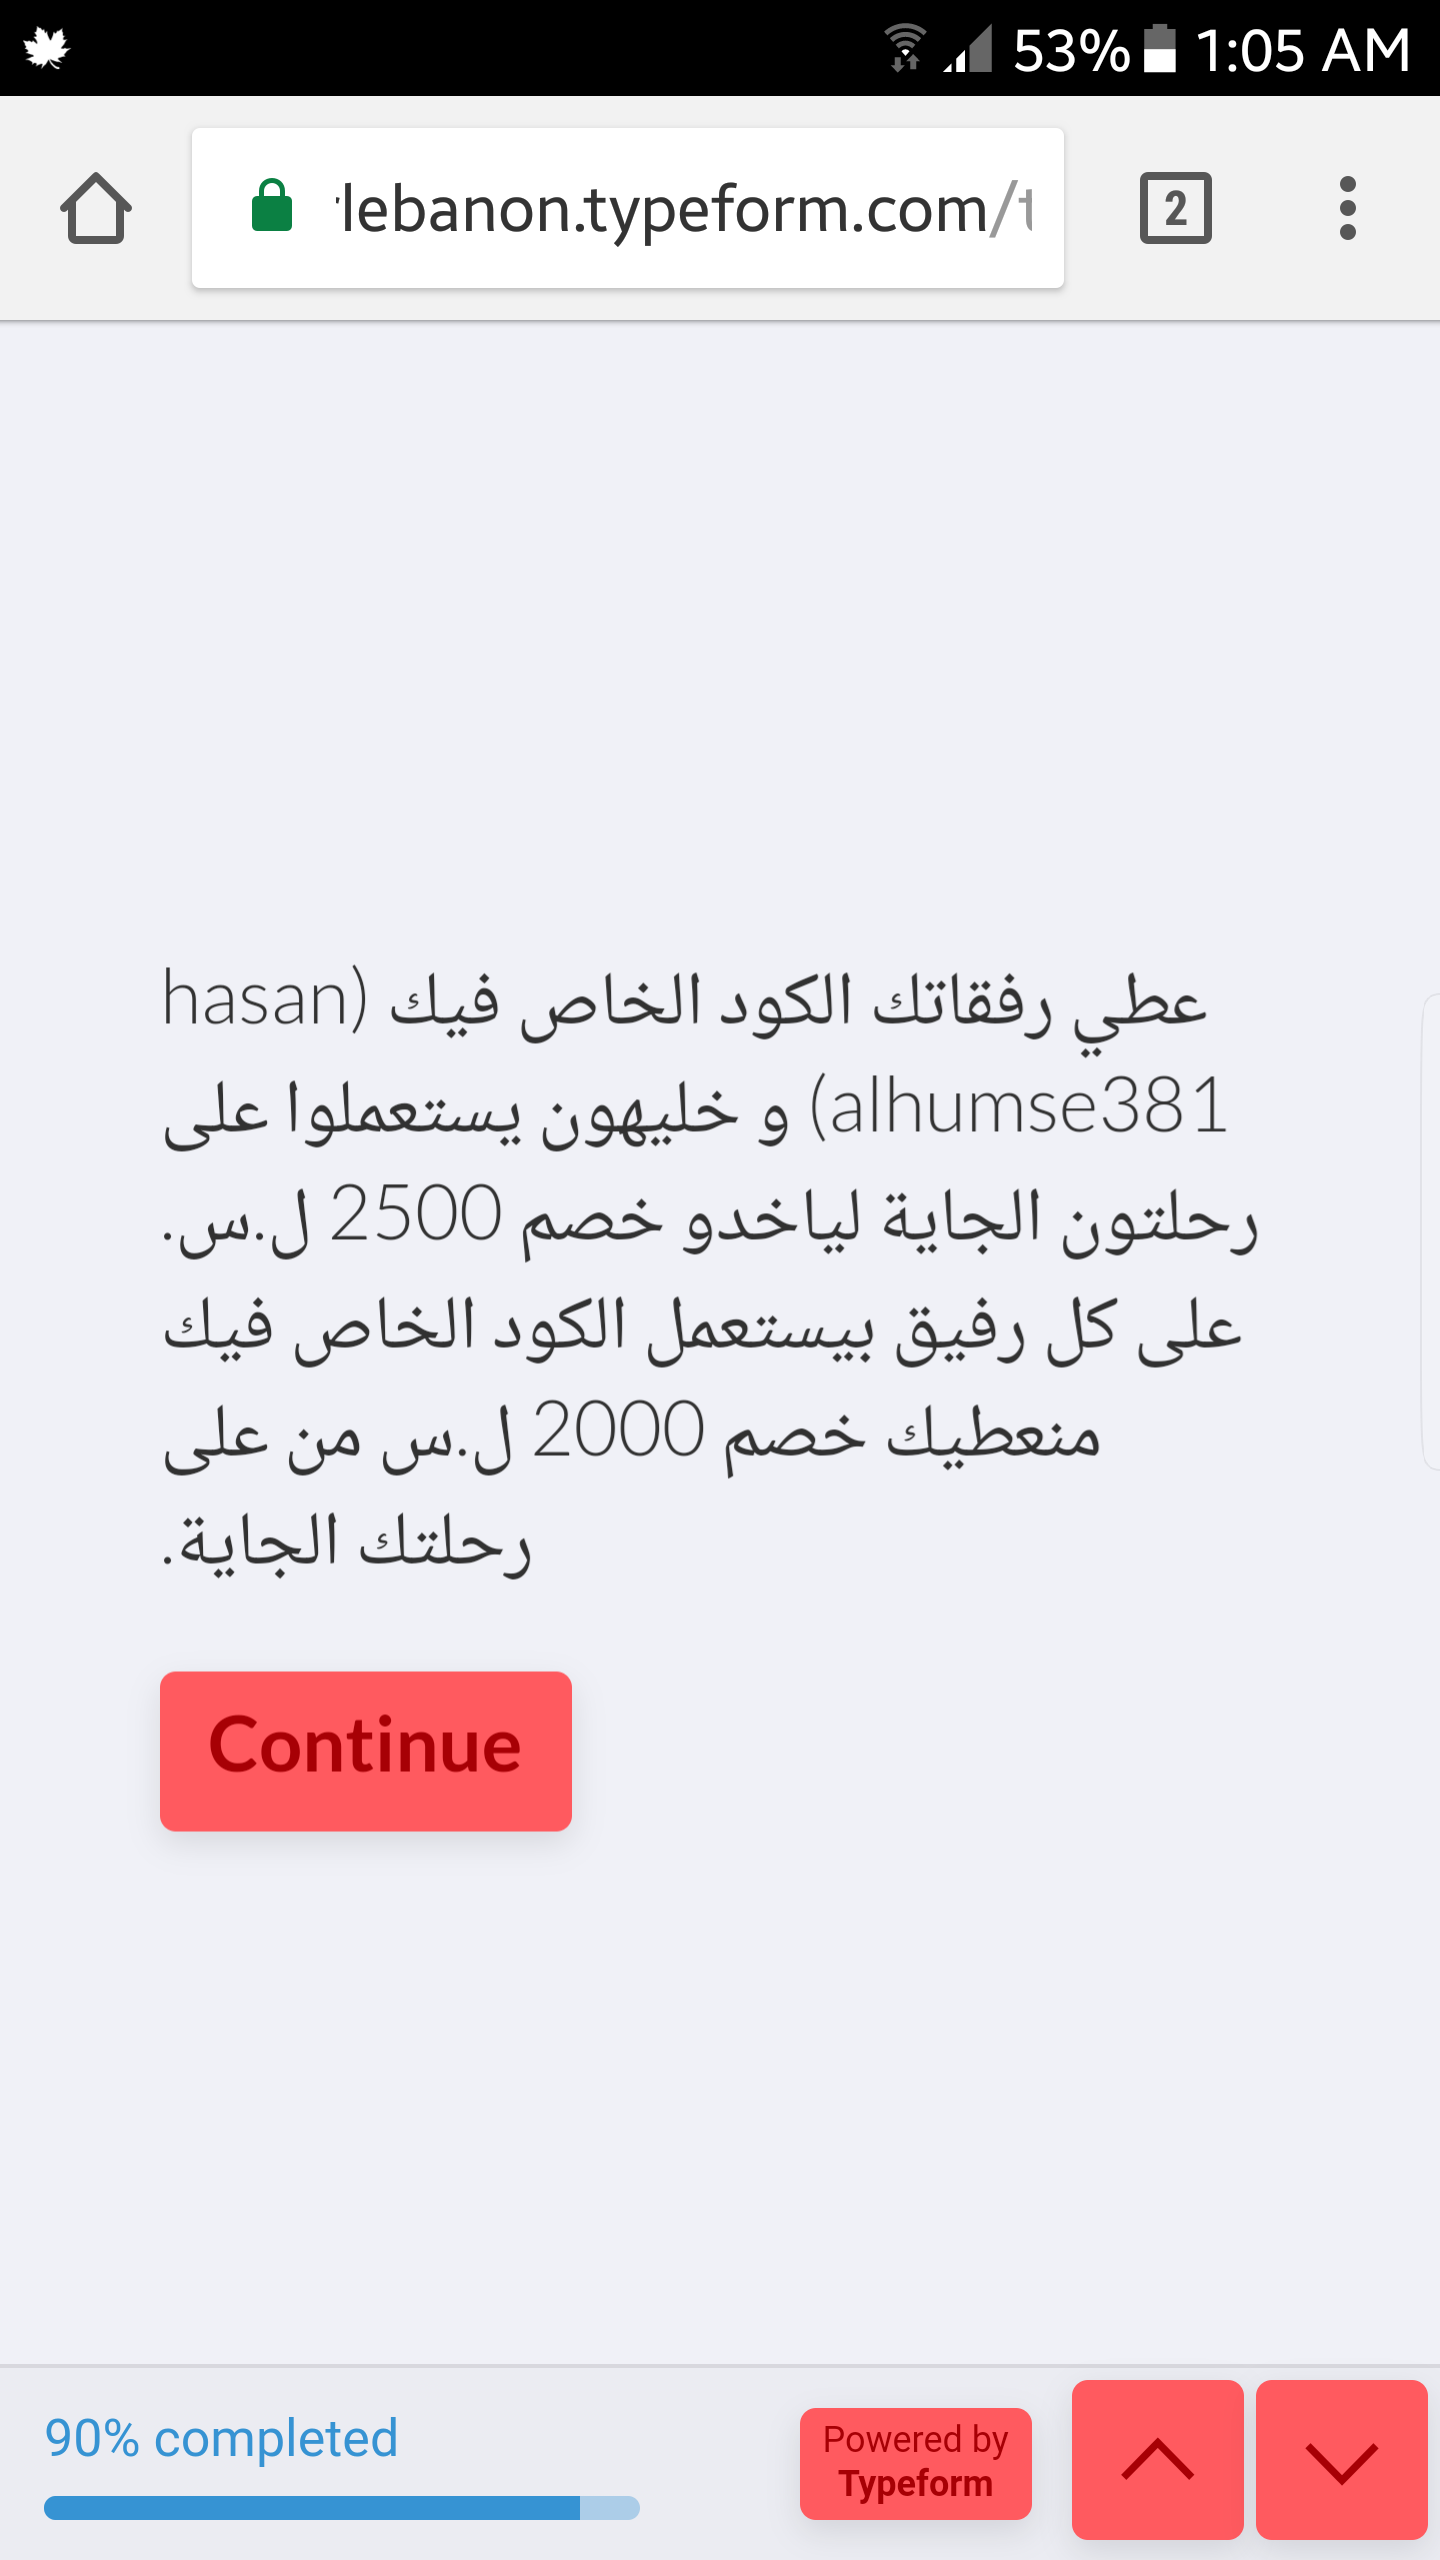 53% 1:05 AM
lebanon.typeform.com/t
2
عطي رفقاتك الكود الخاص فيك (hasan
alhumse381) و خليهون يستعملوا على
رحلتون الجاية لياخدو خصم 2500 ل.س.
على كل رفيق بيستعمل الكود الخاص فيك
منعطيك خصم 2000 ل.س من على
رحلتك الجاية.
Continue
90% completed
Powered by
Typeform